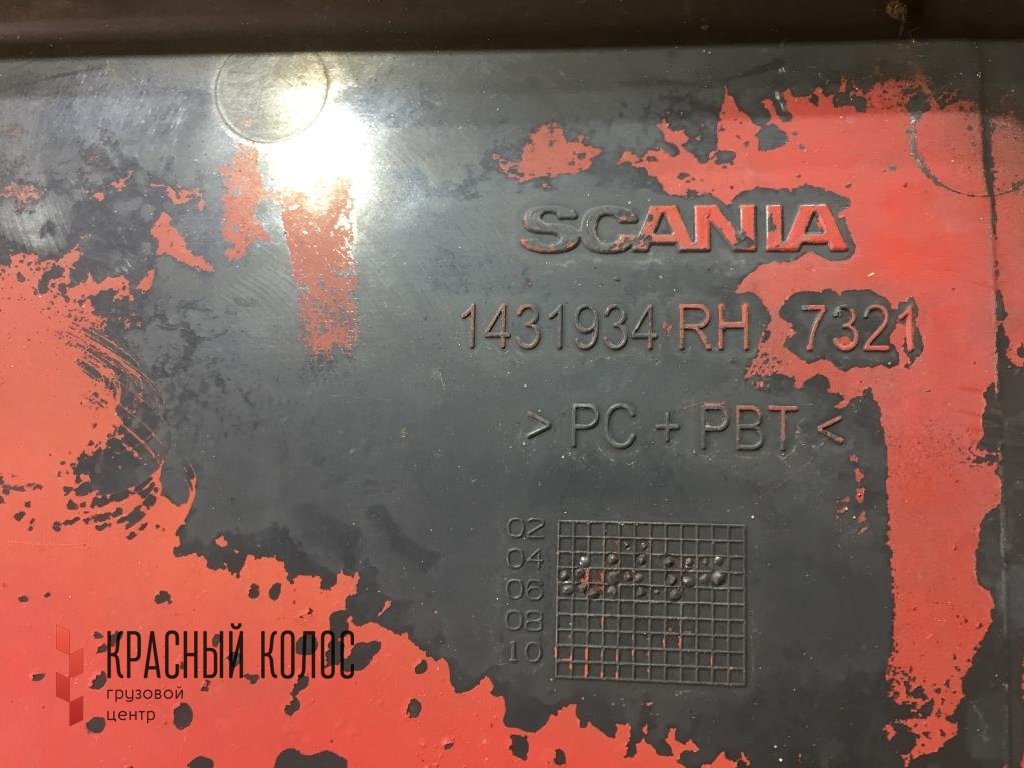 SCANIA
1431934 RH 7321
> PC + PBT <
02
04
06
08
10
КРАСНЫЙ КОЛОС
грузовой
центр